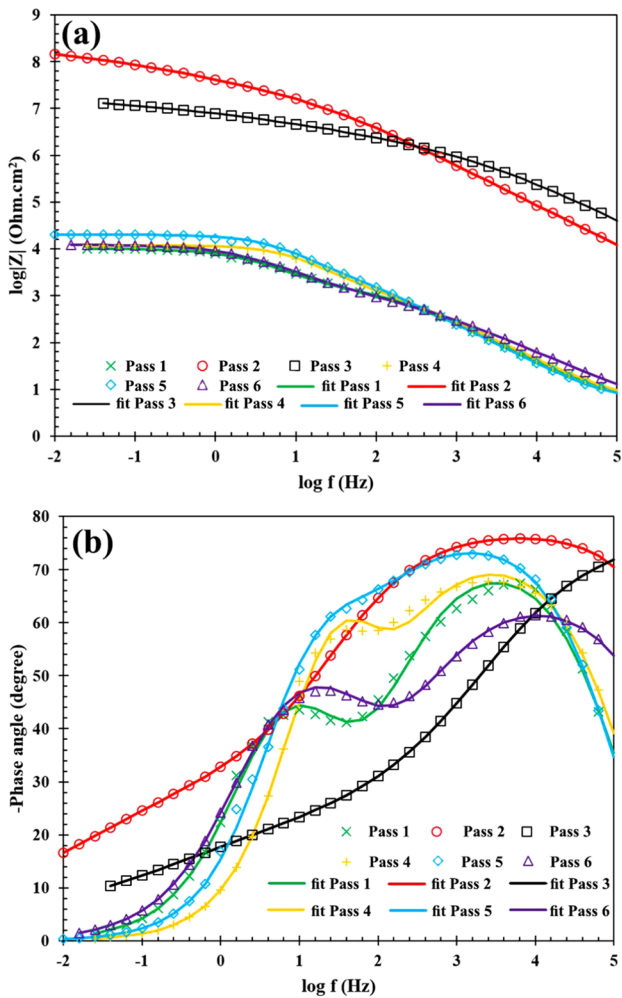 (a)
9
8
7
6
5
4
3
2
1
0
log|Z| (Ohm.cm²)
Pass 1 Pass 2 Pass 3 Pass 4
Pass 5 Pass 6 fit Pass 1 fit Pass 2
fit Pass 3 fit Pass 4 fit Pass 5 fit Pass 6
-2 -1 0 1 2 3 4 5
log f (Hz)
(b)
80
70
60
50
40
30
20
10
0
-Phase angle (degree)
Pass 1 Pass 2 Pass 3
Pass 4 Pass 5 Pass 6
fit Pass 1 fit Pass 2 fit Pass 3
fit Pass 4 fit Pass 5 fit Pass 6
-2 -1 0 1 2 3 4 5
log f (Hz)